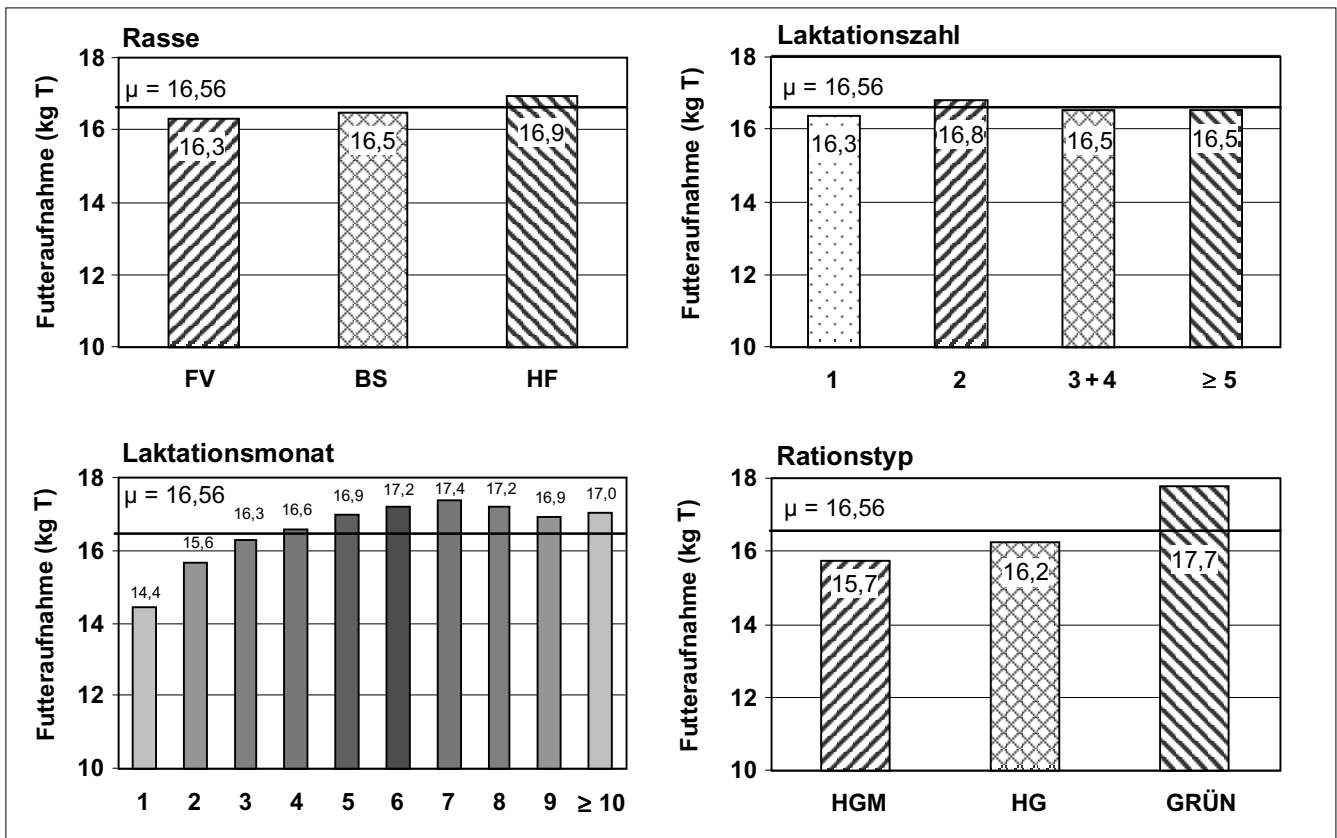 Rasse
Futteraufnahme (kg T)
18
16
14
12
10
µ = 16,56
16,3
16,5
16,9
FV BS HF
Laktationszahl
Futteraufnahme (kg T)
18
16
14
12
10
µ = 16,56
16,3
16,8
16,5
16,5
1 2 3 + 4 ≥ 5
Laktationsmonat
Futteraufnahme (kg T)
18
16
14
12
10
µ = 16,56
14,4
15,6
16,3
16,6
16,9
17,2
17,4
17,2
16,9
17,0
1 2 3 4 5 6 7 8 9 ≥ 10
Rationstyp
Futteraufnahme (kg T)
18
16
14
12
10
µ = 16,56
15,7
16,2
17,7
HGM HG GRÜN